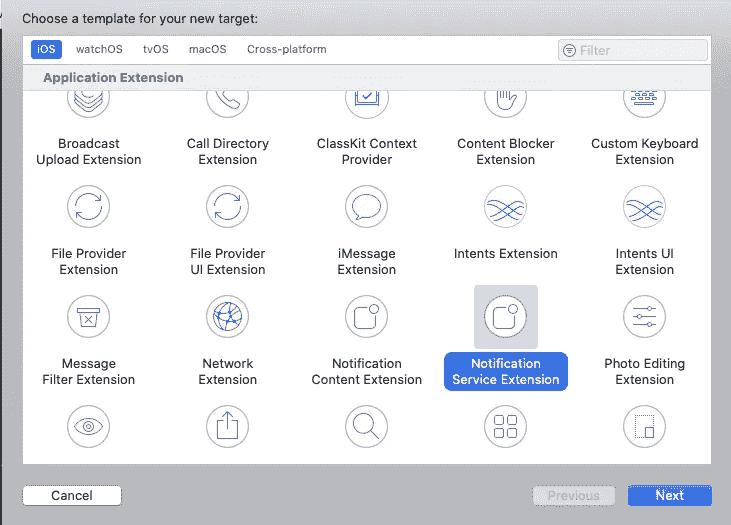 Choose a template for your new target:
iOS watchOS tvOS macOS Cross-platform Filter
Application Extension
Broadcast Call Directory ClassKit Context Content Blocker Custom Keyboard
Upload Extension Extension Provider Extension Extension
File Provider File Provider iMessage Intents Extension Intents UI
Extension UI Extension Extension Extension
Message Network Notification Notification Photo Editing
Filter Extension Extension Content Extension Service Extension Extension
Cancel Previous Next